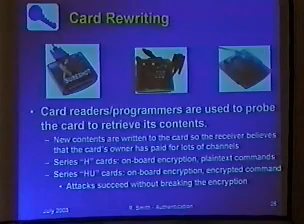 Card Rewriting
• Card readers/programmers are used to probe
the card to retrieve its contents.
– New contents are written to the card so the receiver believes
that the card's owner has paid for lots of channels
– Series "H" cards: on-board encryption, plaintext commands
– Series "HU" cards: on-board encryption, encrypted command
• Attacks succeed without breaking the encryption
July 2003
R. Smith - Authentication